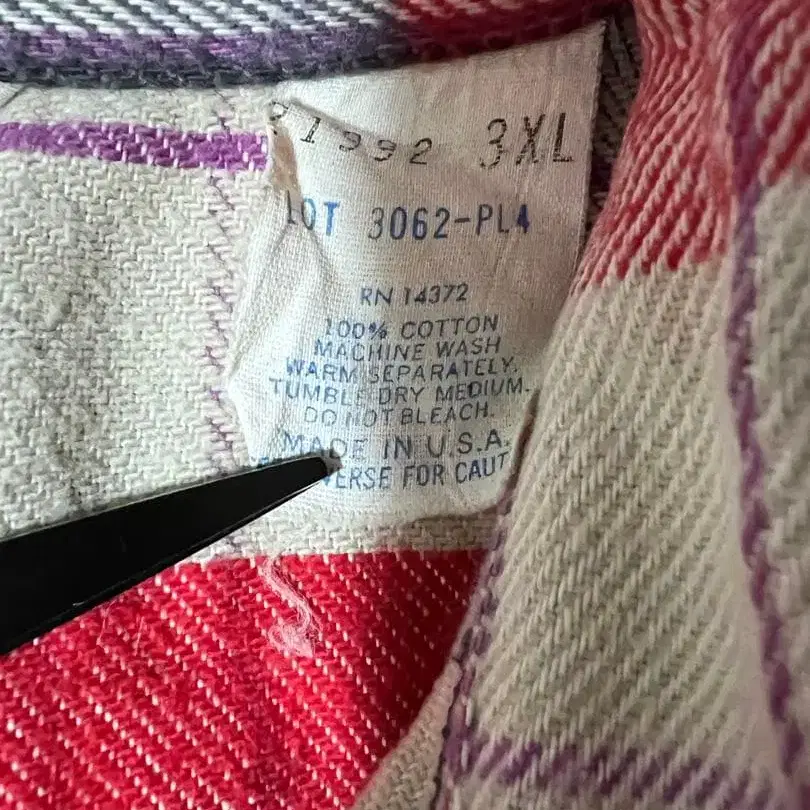 1992 3XL
LOT 3062-PL4
RN 14372
100% COTTON
MACHINE WASH
WARM SEPARATELY.
TUMBLE DRY MEDIUM.
DO NOT BLEACH.
MADE IN U.S.A.
VERSE FOR CAUT